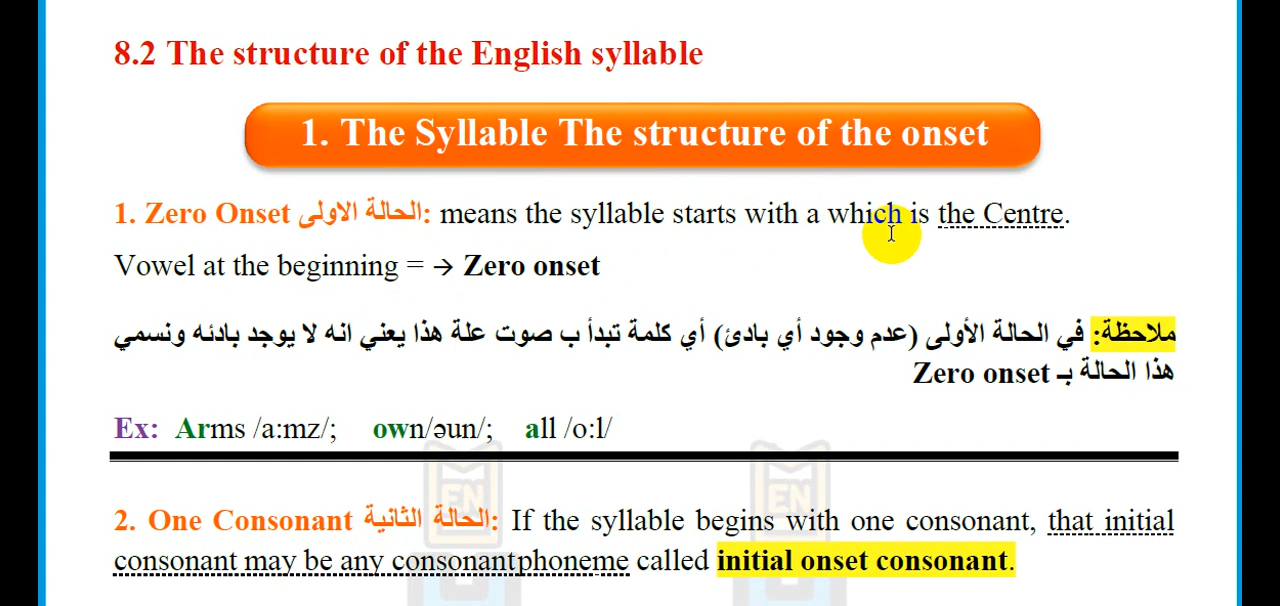 8.2 The structure of the English syllable
1. The Syllable The structure of the onset
1. Zero Onset الحالة الاولى: means the syllable starts with a which is the Centre.
Vowel at the beginning = → Zero onset
ملاحظة: في الحالة الأولى (عدم وجود أي بادئ) أي كلمة تبدأ ب صوت علة هذا يعني انه لا يوجد بادئه ونسمي
هذا الحالة بـ Zero onset
Ex: Arms /a:mz/; own/əun/; all /o:l/
2. One Consonant الحالة الثانية: If the syllable begins with one consonant, that initial
consonant may be any consonantphoneme called initial onset consonant.
EN
EN